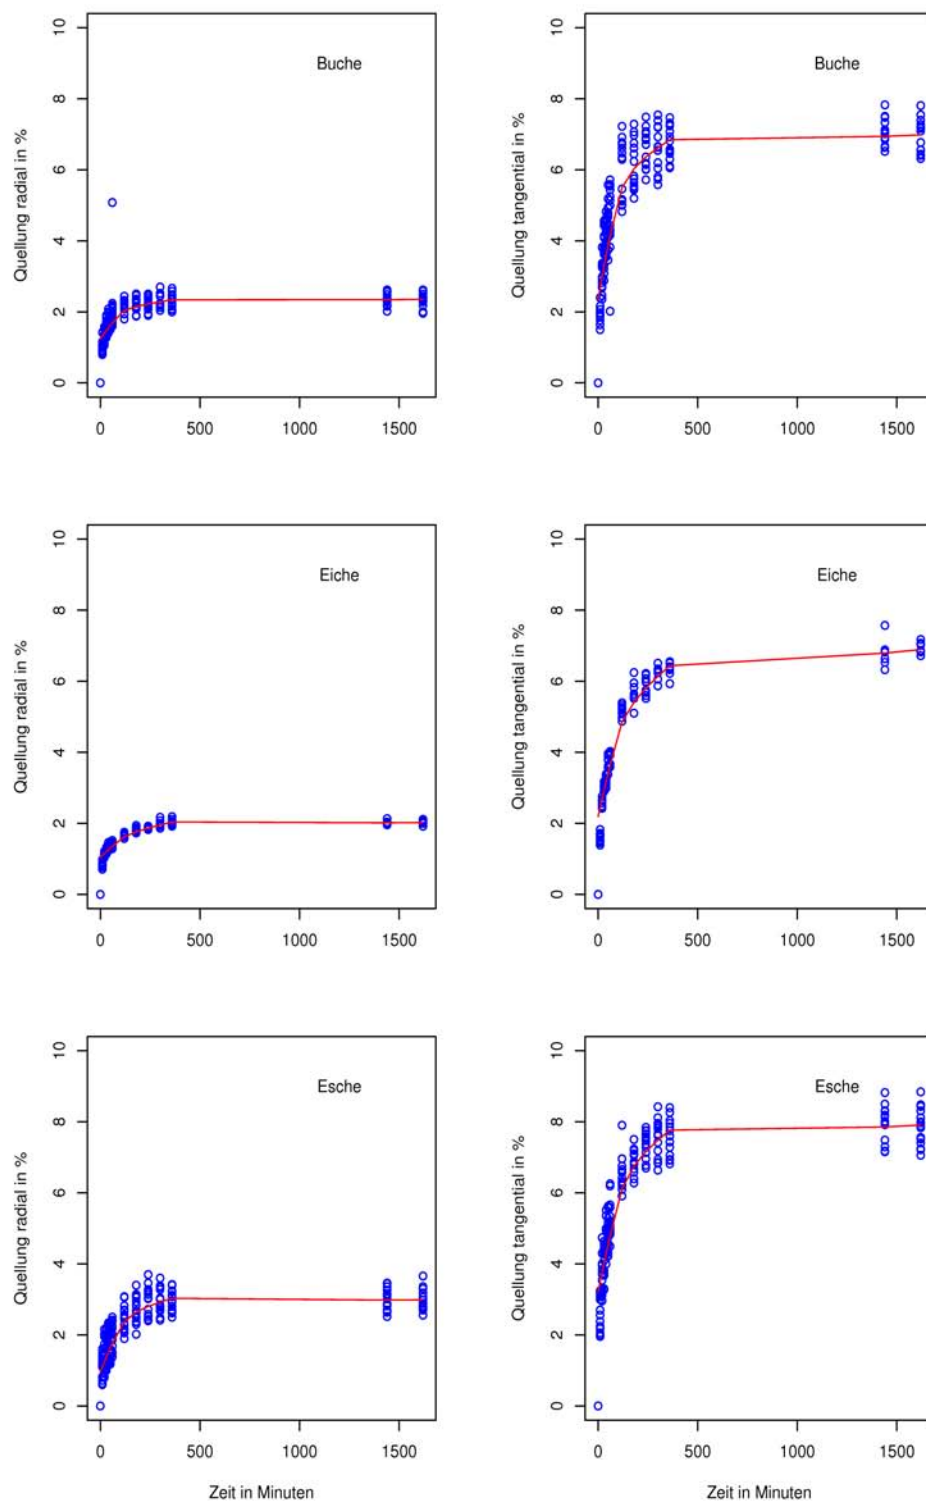 Buche
Quellung radial in %
0 2 4 6 8 10
0 500 1000 1500
Buche
Quellung tangential in %
0 2 4 6 8 10
0 500 1000 1500
Eiche
Quellung radial in %
0 2 4 6 8 10
0 500 1000 1500
Eiche
Quellung tangential in %
0 2 4 6 8 10
0 500 1000 1500
Esche
Quellung radial in %
0 2 4 6 8 10
0 500 1000 1500
Zeit in Minuten
Esche
Quellung tangential in %
0 2 4 6 8 10
0 500 1000 1500
Zeit in Minuten